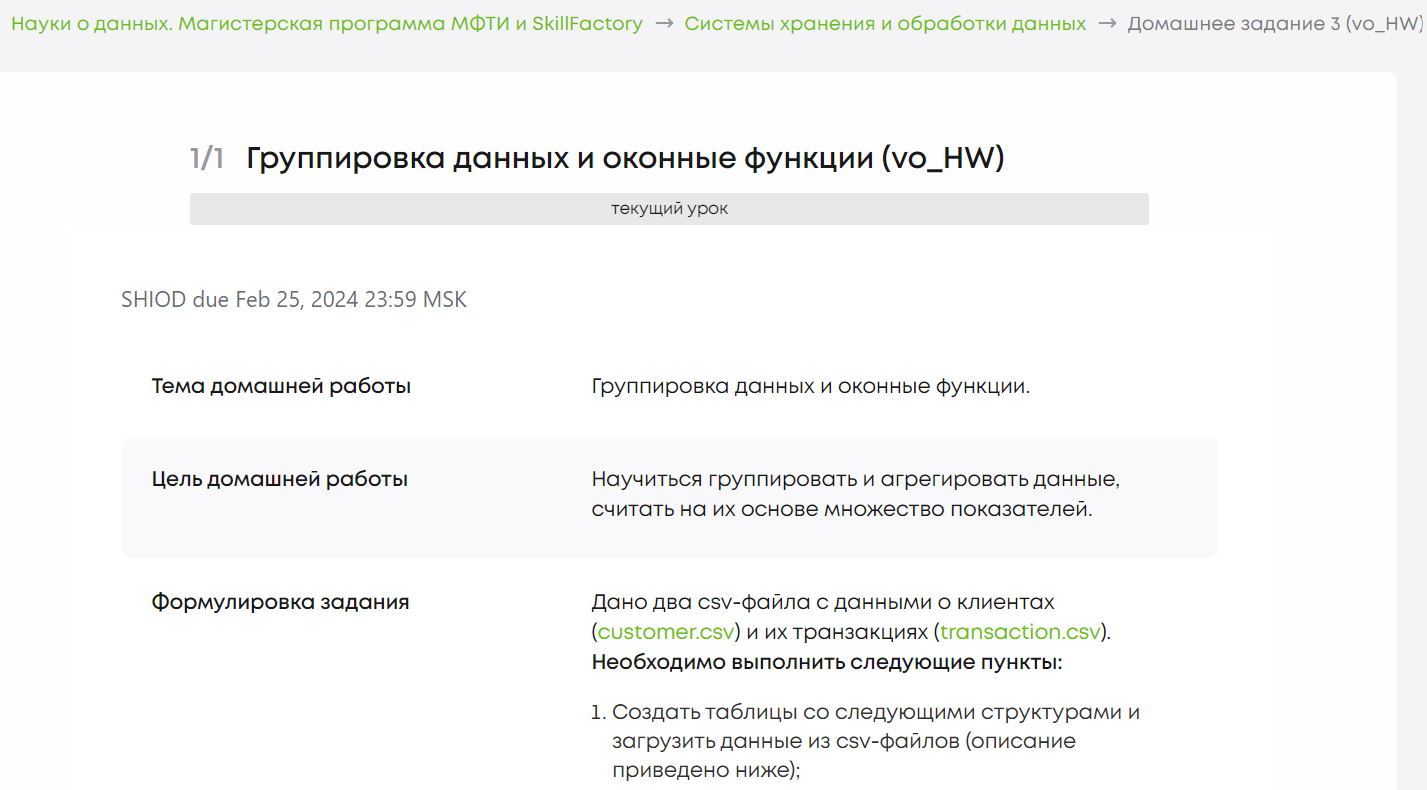 Науки о данных. Магистерская программа МФТИ и SkillFactory → Системы хранения и обработки данных → Домашнее задание 3 (vo_HW)
1/1 Группировка данных и оконные функции (vo_HW)
текущий урок
SHIOD due Feb 25, 2024 23:59 MSK
Тема домашней работы
Группировка данных и оконные функции.
Цель домашней работы
Научиться группировать и агрегировать данные,
считать на их основе множество показателей.
Формулировка задания
Дано два csv-файла с данными о клиентах
(customer.csv) и их транзакциях (transaction.csv).
Необходимо выполнить следующие пункты:
1. Создать таблицы со следующими структурами и
загрузить данные из csv-файлов (описание
приведено ниже);